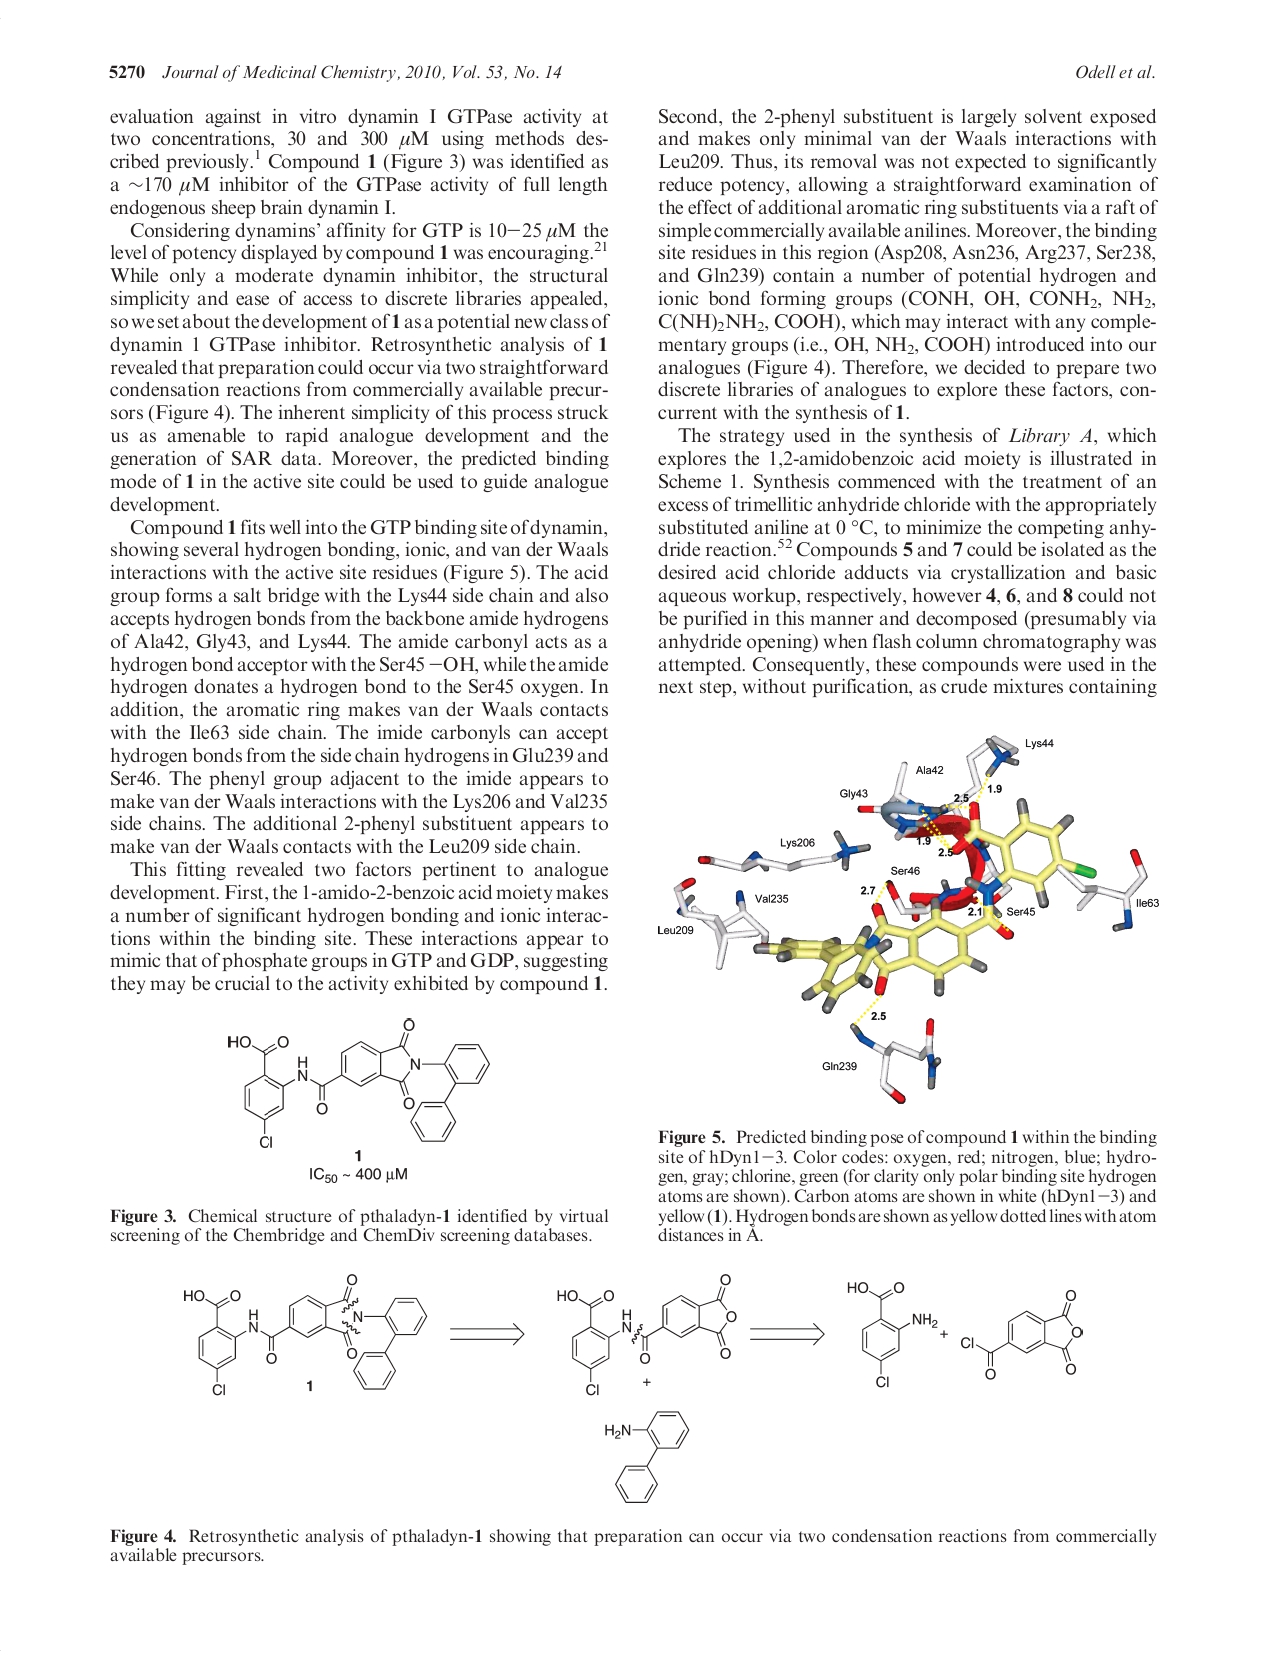 5270 Journal of Medicinal Chemistry, 2010, Vol. 53, No. 14
Odell et al.
evaluation against in vitro dynamin I GTPase activity at
two concentrations, 30 and 300 μM using methods des-
cribed previously.1 Compound 1 (Figure 3) was identified as
a ∼170 μM inhibitor of the GTPase activity of full length
endogenous sheep brain dynamin I.
Considering dynamins' affinity for GTP is 10−25 μM the
level of potency displayed by compound 1 was encouraging.21
While only a moderate dynamin inhibitor, the structural
simplicity and ease of access to discrete libraries appealed,
so we set about the development of 1 as a potential new class of
dynamin 1 GTPase inhibitor. Retrosynthetic analysis of 1
revealed that preparation could occur via two straightforward
condensation reactions from commercially available precur-
sors (Figure 4). The inherent simplicity of this process struck
us as amenable to rapid analogue development and the
generation of SAR data. Moreover, the predicted binding
mode of 1 in the active site could be used to guide analogue
development.
Compound 1 fits well into the GTP binding site of dynamin,
showing several hydrogen bonding, ionic, and van der Waals
interactions with the active site residues (Figure 5). The acid
group forms a salt bridge with the Lys44 side chain and also
accepts hydrogen bonds from the backbone amide hydrogens
of Ala42, Gly43, and Lys44. The amide carbonyl acts as a
hydrogen bond acceptor with the Ser45−OH, while the amide
hydrogen donates a hydrogen bond to the Ser45 oxygen. In
addition, the aromatic ring makes van der Waals contacts
with the Ile63 side chain. The imide carbonyls can accept
hydrogen bonds from the side chain hydrogens in Glu239 and
Ser46. The phenyl group adjacent to the imide appears to
make van der Waals interactions with the Lys206 and Val235
side chains. The additional 2-phenyl substituent appears to
make van der Waals contacts with the Leu209 side chain.
This fitting revealed two factors pertinent to analogue
development. First, the 1-amido-2-benzoic acid moiety makes
a number of significant hydrogen bonding and ionic interac-
tions within the binding site. These interactions appear to
mimic that of phosphate groups in GTP and GDP, suggesting
they may be crucial to the activity exhibited by compound 1.
HO
O
H
N
O
Cl
O
N
O
1
IC50 ~ 400 μM
Figure 3. Chemical structure of pthaladyn-1 identified by virtual
screening of the Chembridge and ChemDiv screening databases.
Second, the 2-phenyl substituent is largely solvent exposed
and makes only minimal van der Waals interactions with
Leu209. Thus, its removal was not expected to significantly
reduce potency, allowing a straightforward examination of
the effect of additional aromatic ring substituents via a raft of
simple commercially available anilines. Moreover, the binding
site residues in this region (Asp208, Asn236, Arg237, Ser238,
and Gln239) contain a number of potential hydrogen and
ionic bond forming groups (CONH, OH, CONH2, NH2,
C(NH)2NH2, COOH), which may interact with any comple-
mentary groups (i.e., OH, NH2, COOH) introduced into our
analogues (Figure 4). Therefore, we decided to prepare two
discrete libraries of analogues to explore these factors, con-
current with the synthesis of 1.
The strategy used in the synthesis of Library A, which
explores the 1,2-amidobenzoic acid moiety is illustrated in
Scheme 1. Synthesis commenced with the treatment of an
excess of trimellitic anhydride chloride with the appropriately
substituted aniline at 0 °C, to minimize the competing anhy-
dride reaction.52 Compounds 5 and 7 could be isolated as the
desired acid chloride adducts via crystallization and basic
aqueous workup, respectively, however 4, 6, and 8 could not
be purified in this manner and decomposed (presumably via
anhydride opening) when flash column chromatography was
attempted. Consequently, these compounds were used in the
next step, without purification, as crude mixtures containing
Lys44
Ala42
1.9
Gly43
2.5
1.9
2.5
Lys206
Ser46
2.7
Val235
2.1
Ser45
Ile63
Leu209
2.5
Gln239
Figure 5. Predicted binding pose of compound 1 within the binding
site of hDyn1−3. Color codes: oxygen, red; nitrogen, blue; hydro-
gen, gray; chlorine, green (for clarity only polar binding site hydrogen
atoms are shown). Carbon atoms are shown in white (hDyn1−3) and
yellow (1). Hydrogen bonds are shown as yellow dotted lines with atom
distances in Å.
HO
O
H
N
O
Cl
O
N
O
1
HO
O
H
N
O
Cl
O
O
O
+
H2N
HO
O
NH2
Cl
+
Cl
O
O
O
O
Figure 4. Retrosynthetic analysis of pthaladyn-1 showing that preparation can occur via two condensation reactions from commercially
available precursors.